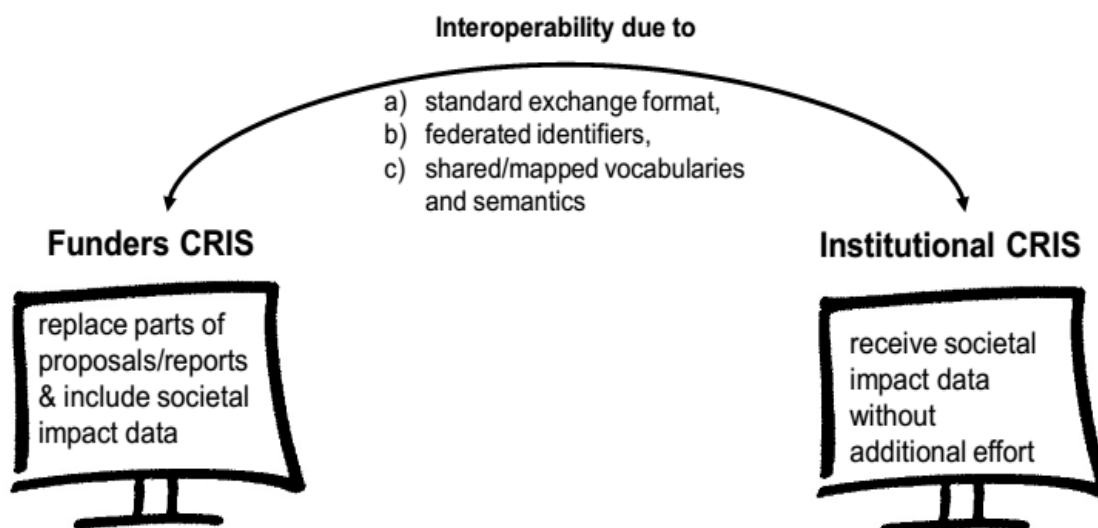 Interoperability due to
a) standard exchange format,
b) federated identifiers,
c) shared/mapped vocabularies
and semantics
Funders CRIS
replace parts of
proposals/reports
& include societal
impact data
Institutional CRIS
receive societal
impact data
without
additional effort